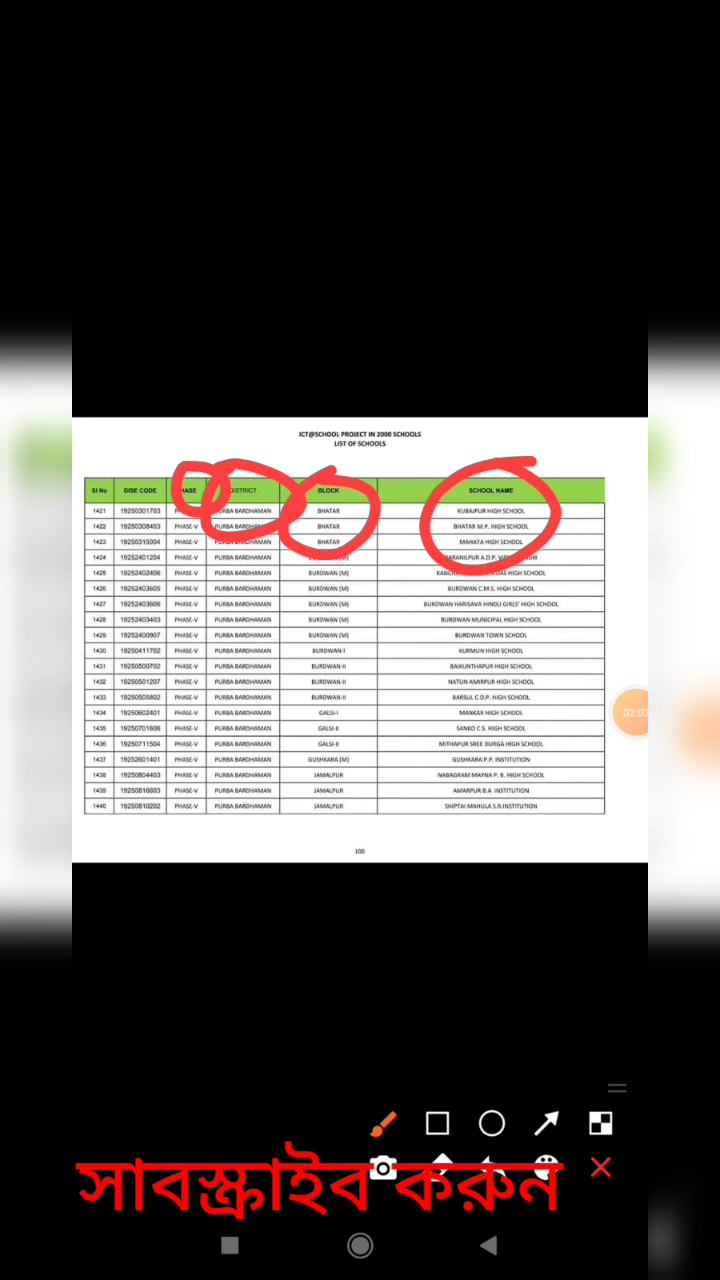 ICT@SCHOOL PROJECT IN 2000 SCHOOLS
LIST OF SCHOOLS
Sl No DISE CODE PHASE DISTRICT BLOCK SCHOOL NAME
1421 19250301703 BARDHAMAN BHATAR KUBAJPUR HIGH SCHOOL
1422 19250308403 PHASE-V PURBA BARDHAMAN BHATAR BHATAR M.P. HIGH SCHOOL
1423 19250315004 PHASE-V PURBA BARDHAMAN BHATAR MAHATA HIGH SCHOOL
1424 19252401204 PHASE-V PURBA BARDHAMAN (M) A.D.P.
1425 19252402406 PHASE-V PURBA BARDHAMAN BURDWAN (M) DAS HIGH SCHOOL
1426 19252403605 PHASE-V PURBA BARDHAMAN BURDWAN (M) BURDWAN C.M.S. HIGH SCHOOL
1427 19252403606 PHASE-V PURBA BARDHAMAN BURDWAN (M) BURDWAN HARISAVA HINDU GIRLS' HIGH SCHOOL
1428 19252403403 PHASE-V PURBA BARDHAMAN BURDWAN (M) BURDWAN MUNICIPAL HIGH SCHOOL
1429 19252400907 PHASE-V PURBA BARDHAMAN BURDWAN (M) BURDWAN TOWN SCHOOL
1430 19250411702 PHASE-V PURBA BARDHAMAN BURDWAN-I KURMUN HIGH SCHOOL
1431 19250500702 PHASE-V PURBA BARDHAMAN BURDWAN-II BAIKUNTHAPUR HIGH SCHOOL
1432 19250501207 PHASE-V PURBA BARDHAMAN BURDWAN-II NATUN AMIRPUR HIGH SCHOOL
1433 19250505802 PHASE-V PURBA BARDHAMAN BURDWAN-II BARSUL C.D.P. HIGH SCHOOL
1434 19250602401 PHASE-V PURBA BARDHAMAN GALSI-I MANKAR HIGH SCHOOL
1435 19250701606 PHASE-V PURBA BARDHAMAN GALSI-II SANKO C.S. HIGH SCHOOL
1436 19250711504 PHASE-V PURBA BARDHAMAN GALSI-II MITHAPUR SREE DURGA HIGH SCHOOL
1437 19252601401 PHASE-V PURBA BARDHAMAN GUSHKARA (M) GUSHKARA P.P. INSTITUTION
1438 19250804403 PHASE-V PURBA BARDHAMAN JAMALPUR NABAGRAM MAYNA P. B. HIGH SCHOOL
1439 19250816603 PHASE-V PURBA BARDHAMAN JAMALPUR AMARPUR B.A INSTITUTION
1440 19250810202 PHASE-V PURBA BARDHAMAN JAMALPUR SHIPTAI MAHULA S.R.INSTITUTION
100
সাবস্ক্রাইব করুন